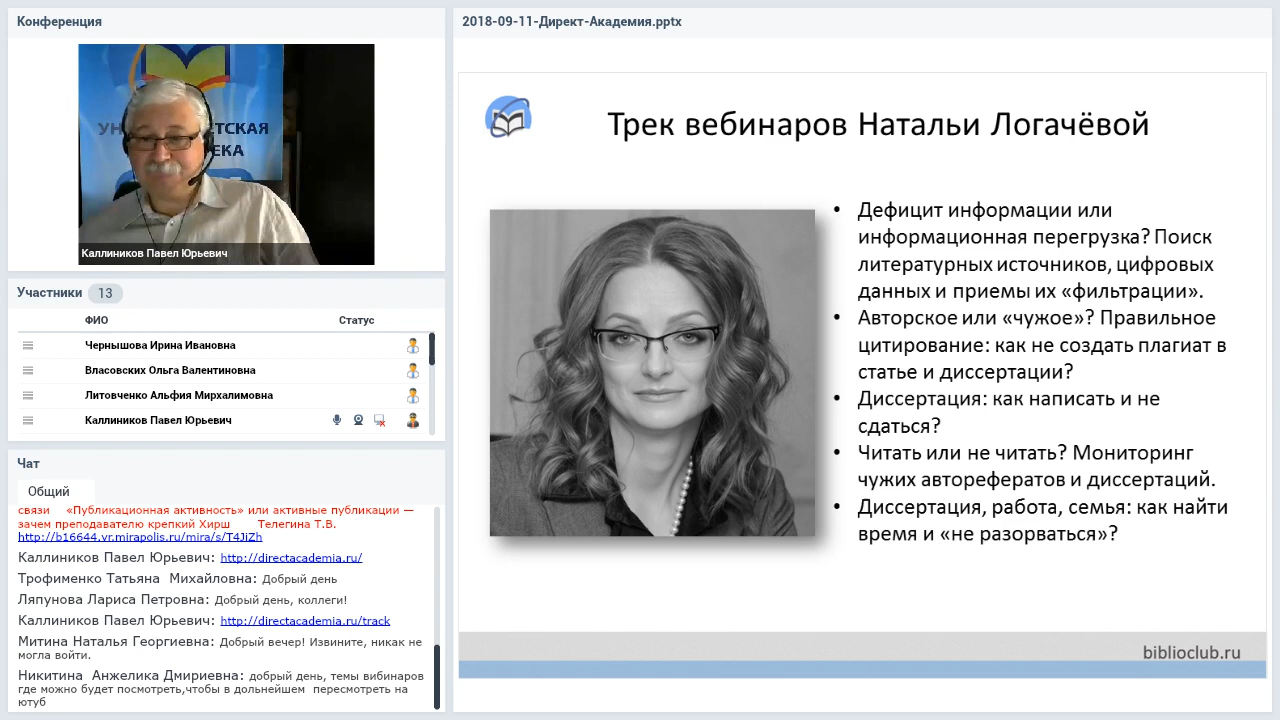 Конференция
УН
ТСКАЯ
ЕКА
Каллиников Павел Юрьевич
Участники 13
ФИО Статус
Чернышова Ирина Ивановна
Власовских Ольга Валентиновна
Литовченко Альфия Мирхалимовна
Каллиников Павел Юрьевич
Чат
Общий
связи «Публикационная активность» или активные публикации —
зачем преподавателю крепкий Хирш Телегина Т.В.
http://b16644.vr.mirapolis.ru/mira/s/T4JiZh
Каллиников Павел Юрьевич: http://directacademia.ru/
Трофименко Татьяна Михайловна: Добрый день
Ляпунова Лариса Петровна: Добрый день, коллеги!
Каллиников Павел Юрьевич: http://directacademia.ru/track
Митина Наталья Георгиевна: Добрый вечер! Извините, никак не
могла войти.
Никитина Анжелика Дмириевна: добрый день, темы вибинаров
где можно будет посмотреть,чтобы в дольнейшем пересмотреть на
ютуб
2018-09-11-Директ-Академия.pptx
Трек вебинаров Натальи Логачёвой
• Дефицит информации или
информационная перегрузка? Поиск
литературных источников, цифровых
данных и приемы их «фильтрации».
• Авторское или «чужое»? Правильное
цитирование: как не создать плагиат в
статье и диссертации?
• Диссертация: как написать и не
сдаться?
• Читать или не читать? Мониторинг
чужих авторефератов и диссертаций.
• Диссертация, работа, семья: как найти
время и «не разорваться»?
biblioclub.ru